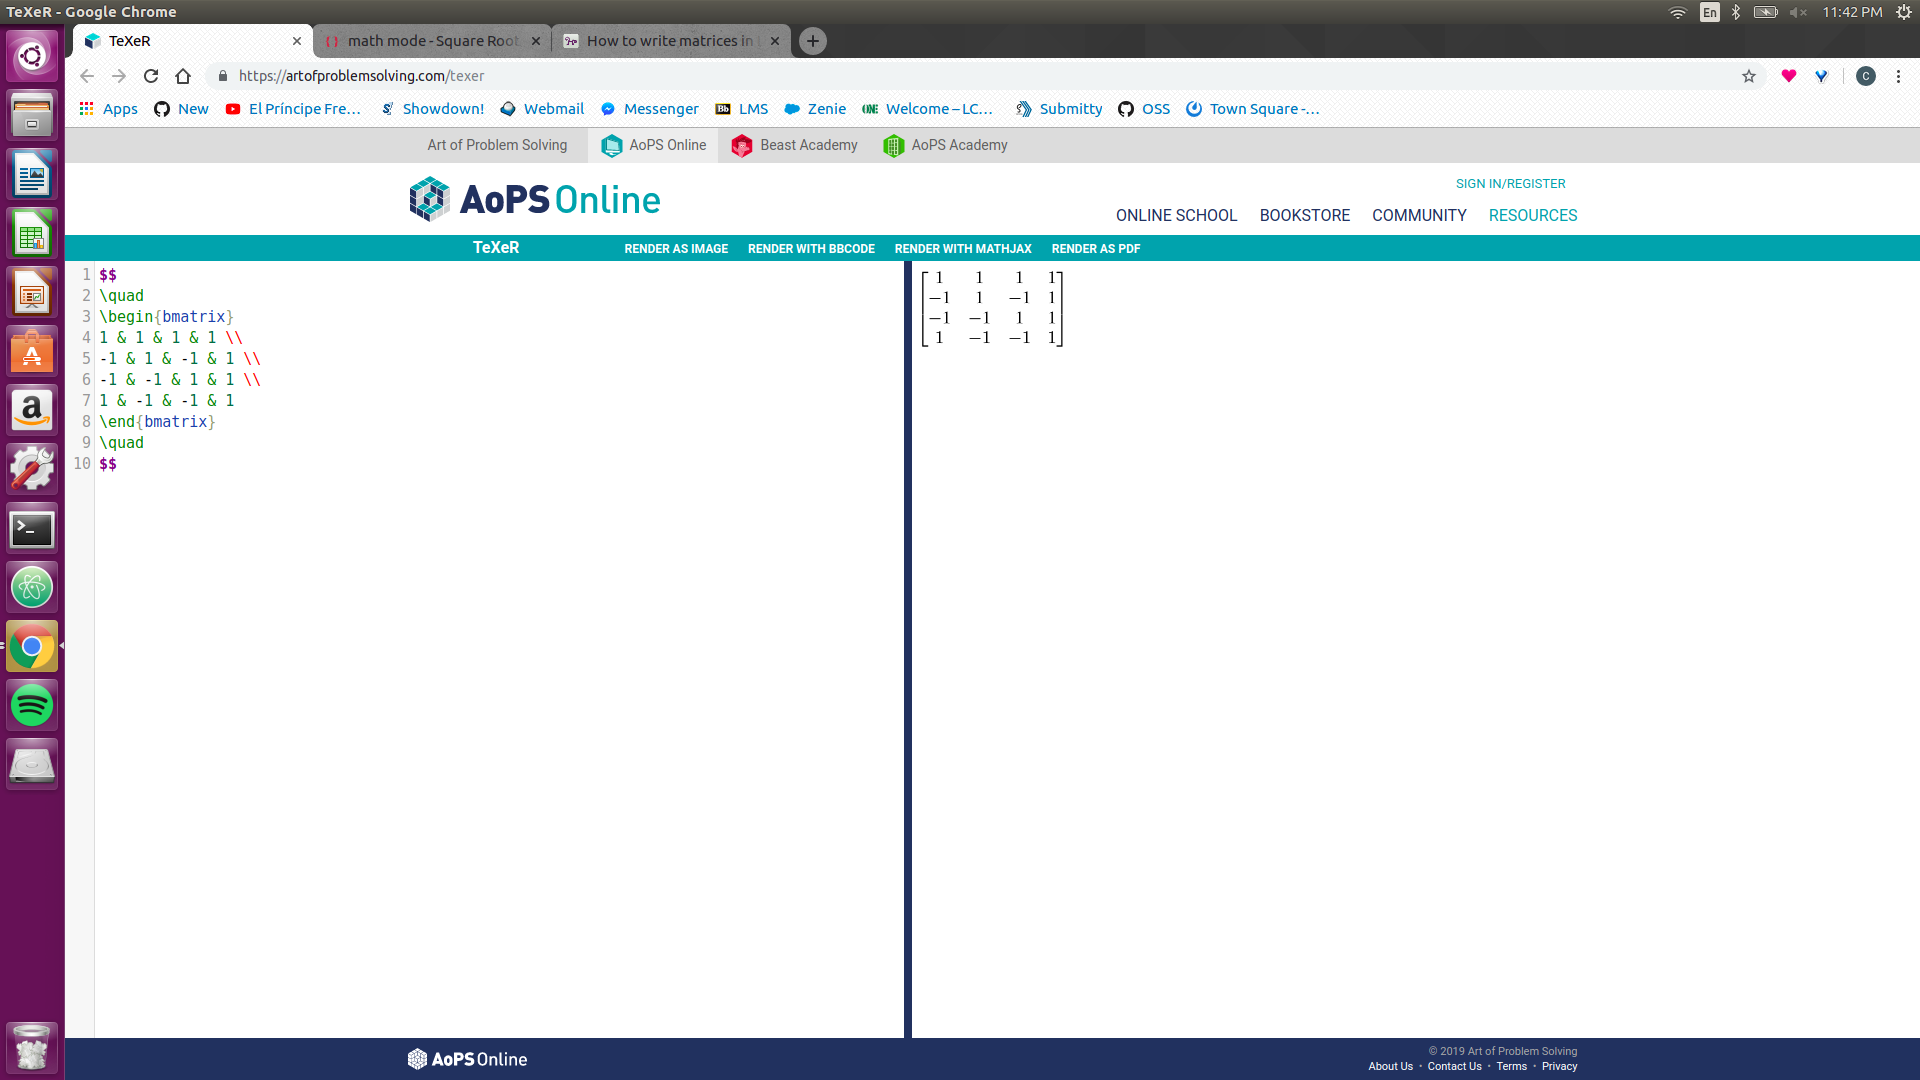 TeXeR - Google Chrome
En
11:42 PM
TeXeR
math mode - Square Root
How to write matrices in
https://artofproblemsolving.com/texer
C
Apps
New
El Príncipe Fre...
Showdown!
Webmail
Messenger
Bb
LMS
Zenie
Welcome – LC...
Submitty
OSS
Town Square -...
Art of Problem Solving
AoPS Online
Beast Academy
AoPS Academy
AoPS Online
SIGN IN/REGISTER
ONLINE SCHOOL
BOOKSTORE
COMMUNITY
RESOURCES
TeXeR
RENDER AS IMAGE
RENDER WITH BBCODE
RENDER WITH MATHJAX
RENDER AS PDF
1 $$
2 \quad
3 \begin{bmatrix}
4 1 & 1 & 1 & 1 \\
5 -1 & 1 & -1 & 1 \\
6 -1 & -1 & 1 & 1 \\
7 1 & -1 & -1 & 1
8 \end{bmatrix}
9 \quad
10 $$
1 1 1 1
−1 1 −1 1
−1 −1 1 1
1 −1 −1 1
AoPS Online
© 2019 Art of Problem Solving
About Us • Contact Us • Terms • Privacy